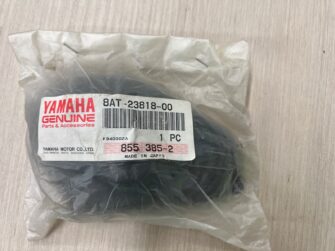 YAMAHA
GENUINE
Parts & Accessories
YAMAHA MOTOR CO.,LTD.
8AT-23818-00
1 PC
855 385-2
MADE IN JAPAN